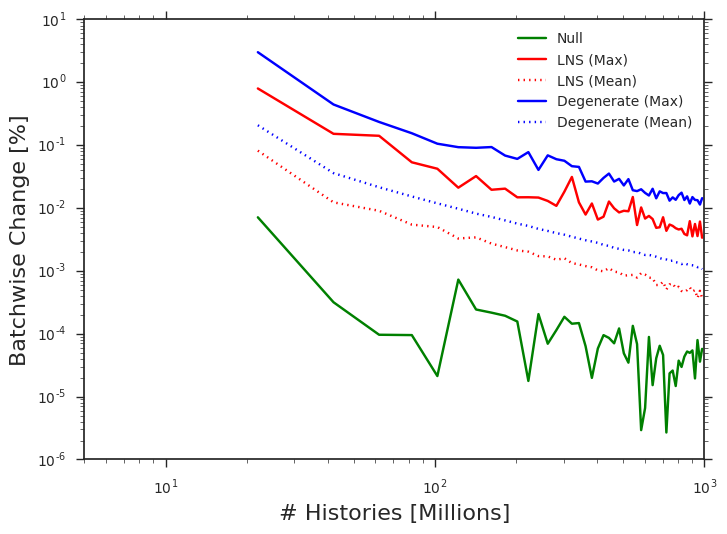 10^1
10^0
10^-1
10^-2
10^-3
10^-4
10^-5
10^-6
Batchwise Change [%]
Null
LNS (Max)
LNS (Mean)
Degenerate (Max)
Degenerate (Mean)
10^1
10^2
10^3
# Histories [Millions]